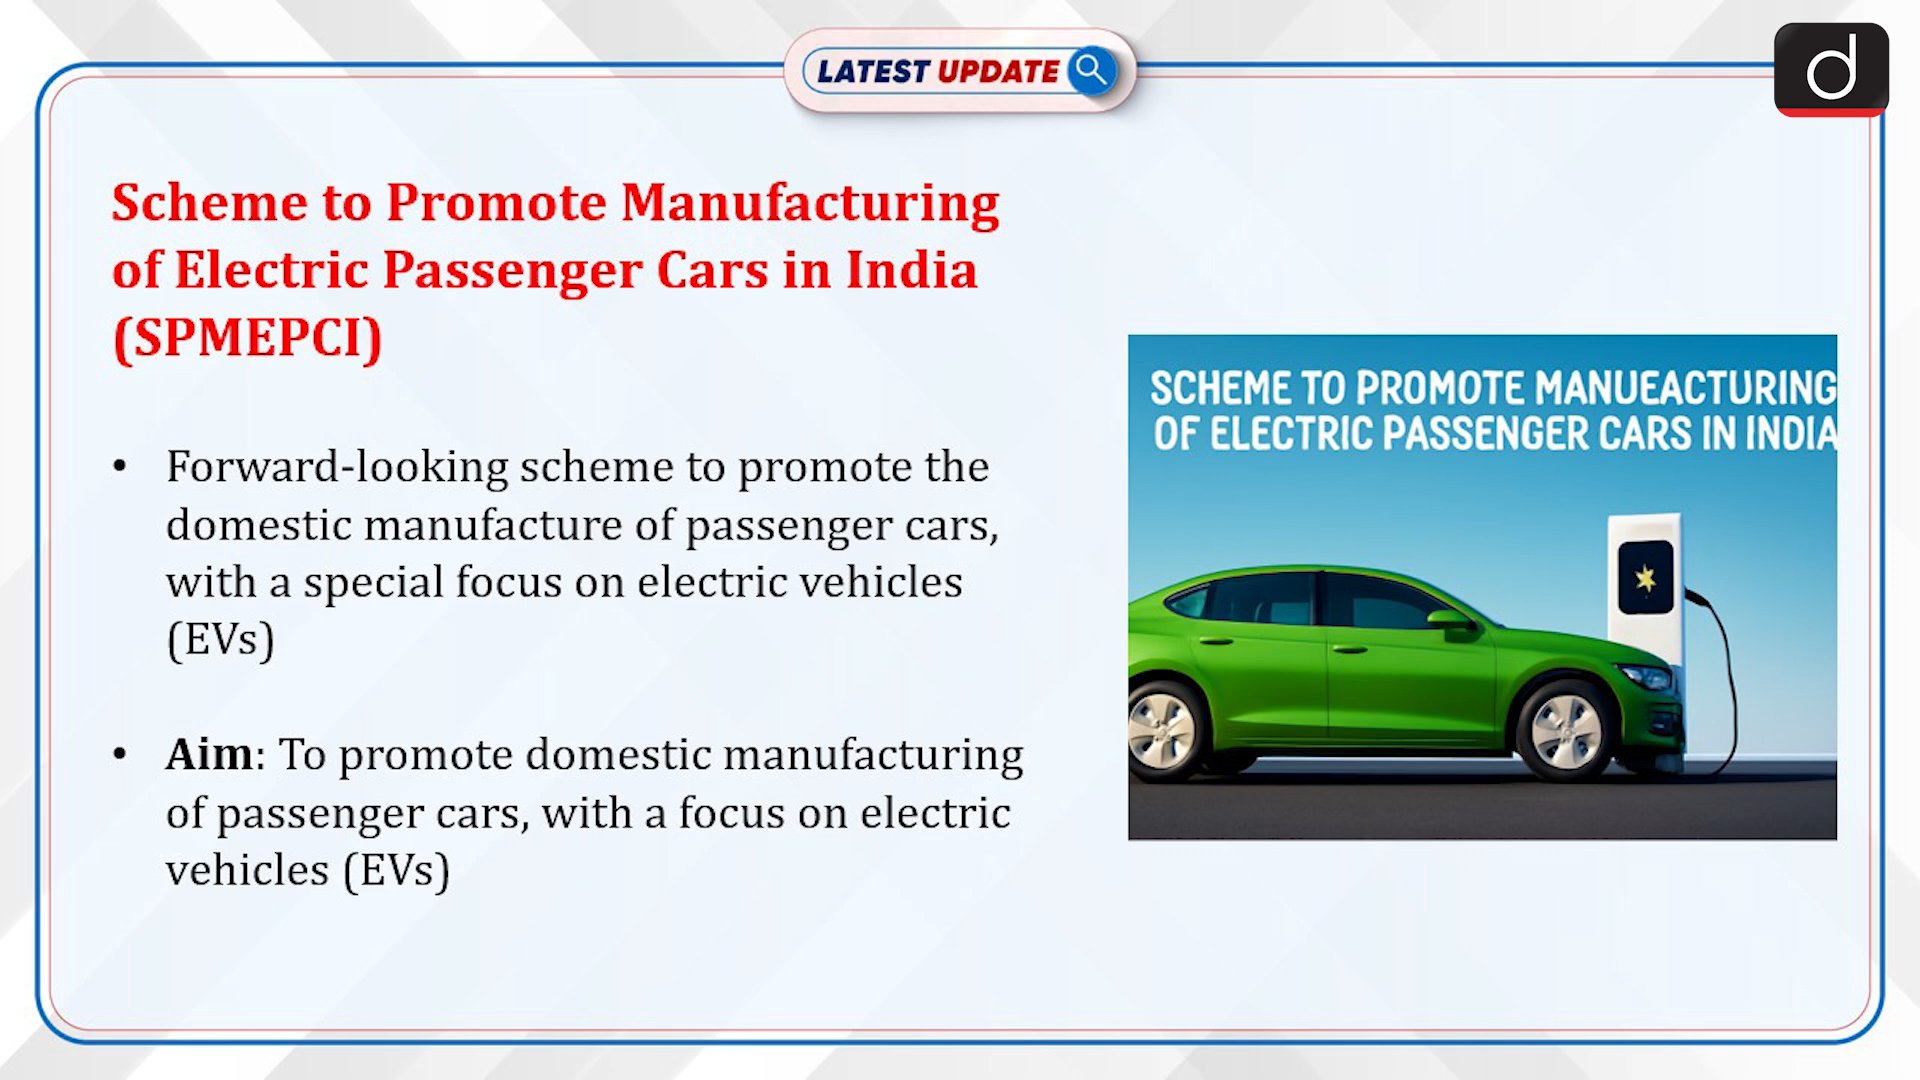 LATEST UPDATE
d
Scheme to Promote Manufacturing
of Electric Passenger Cars in India
(SPMEPCI)
• Forward-looking scheme to promote the
domestic manufacture of passenger cars,
with a special focus on electric vehicles
(EVs)
• Aim: To promote domestic manufacturing
of passenger cars, with a focus on electric
vehicles (EVs)
SCHEME TO PROMOTE MANUEACTURING
OF ELECTRIC PASSENGER CARS IN INDIA